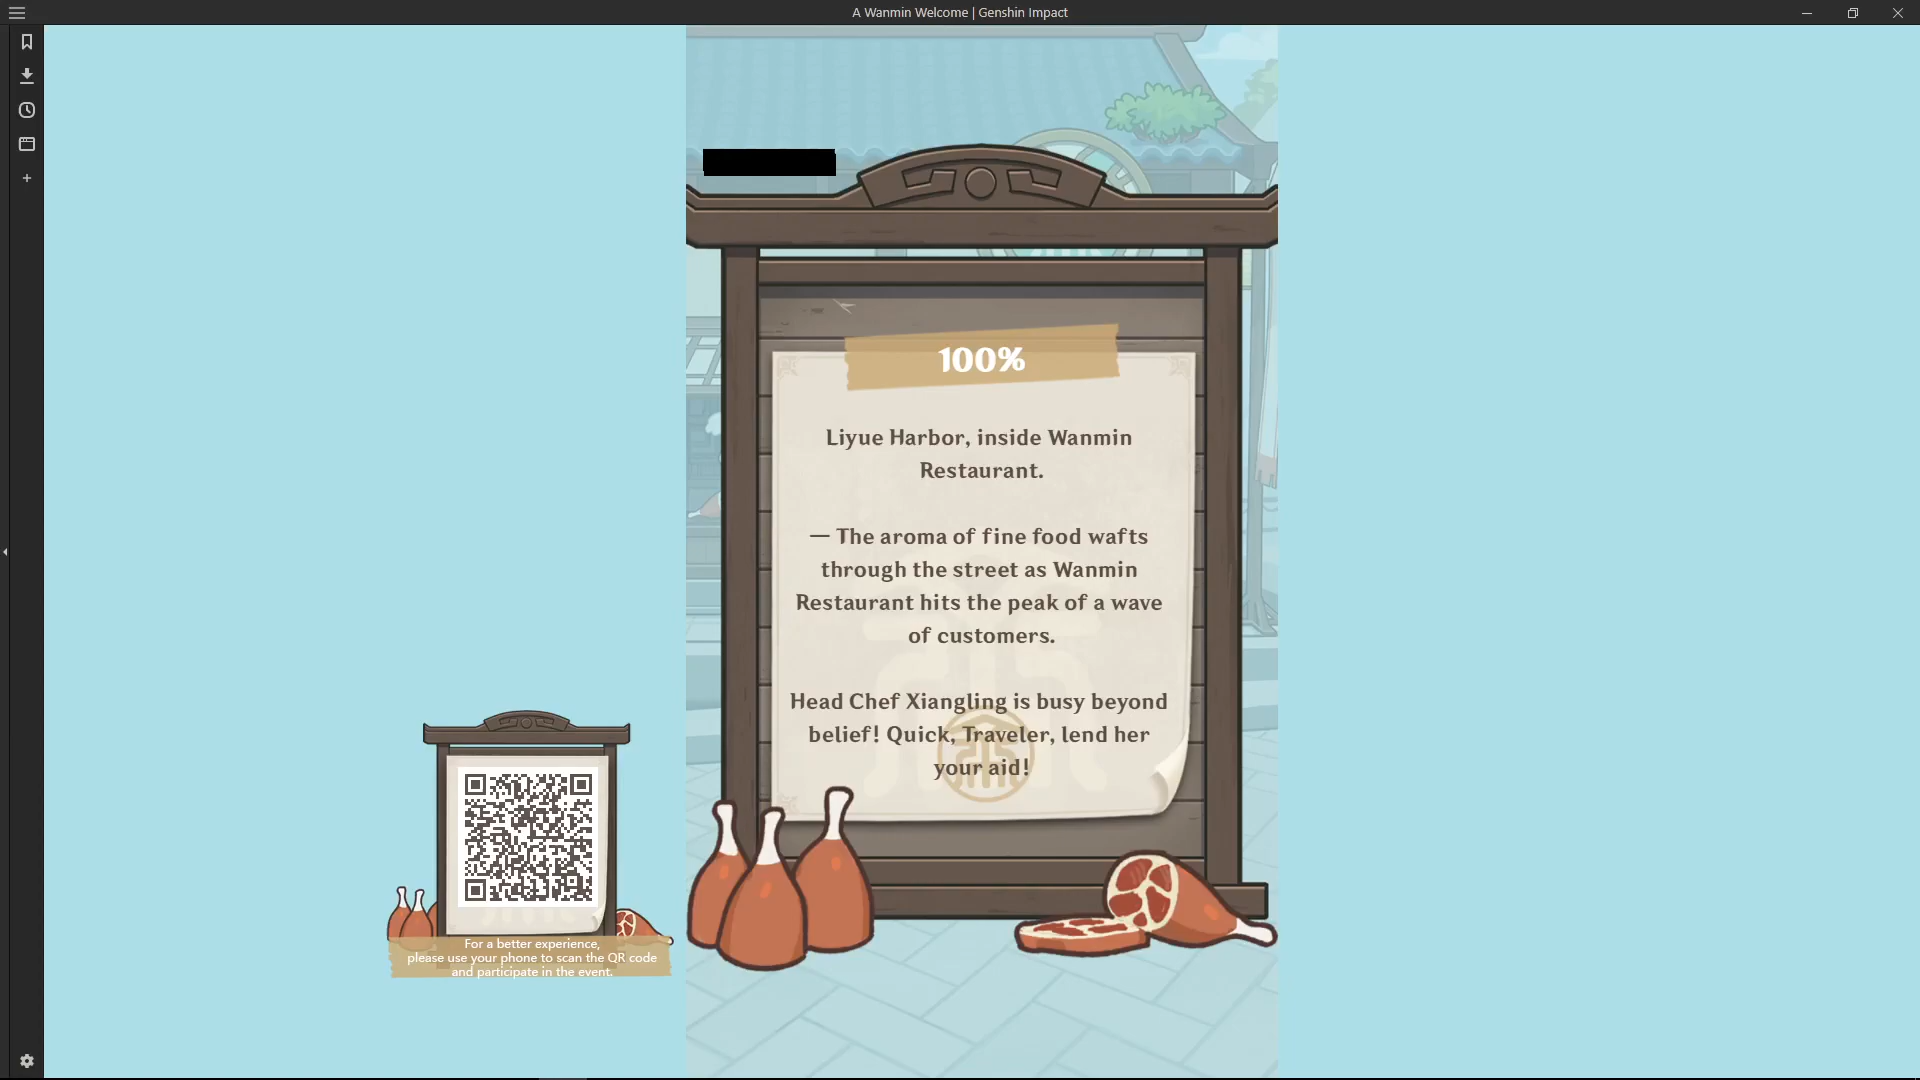 A Wanmin Welcome | Genshin Impact
100%
Liyue Harbor, inside Wanmin
Restaurant.
— The aroma of fine food wafts
through the street as Wanmin
Restaurant hits the peak of a wave
of customers.
Head Chef Xiangling is busy beyond
belief! Quick, Traveler, lend her
your aid!
For a better experience,
please use your phone to scan the QR code
and participate in the event.